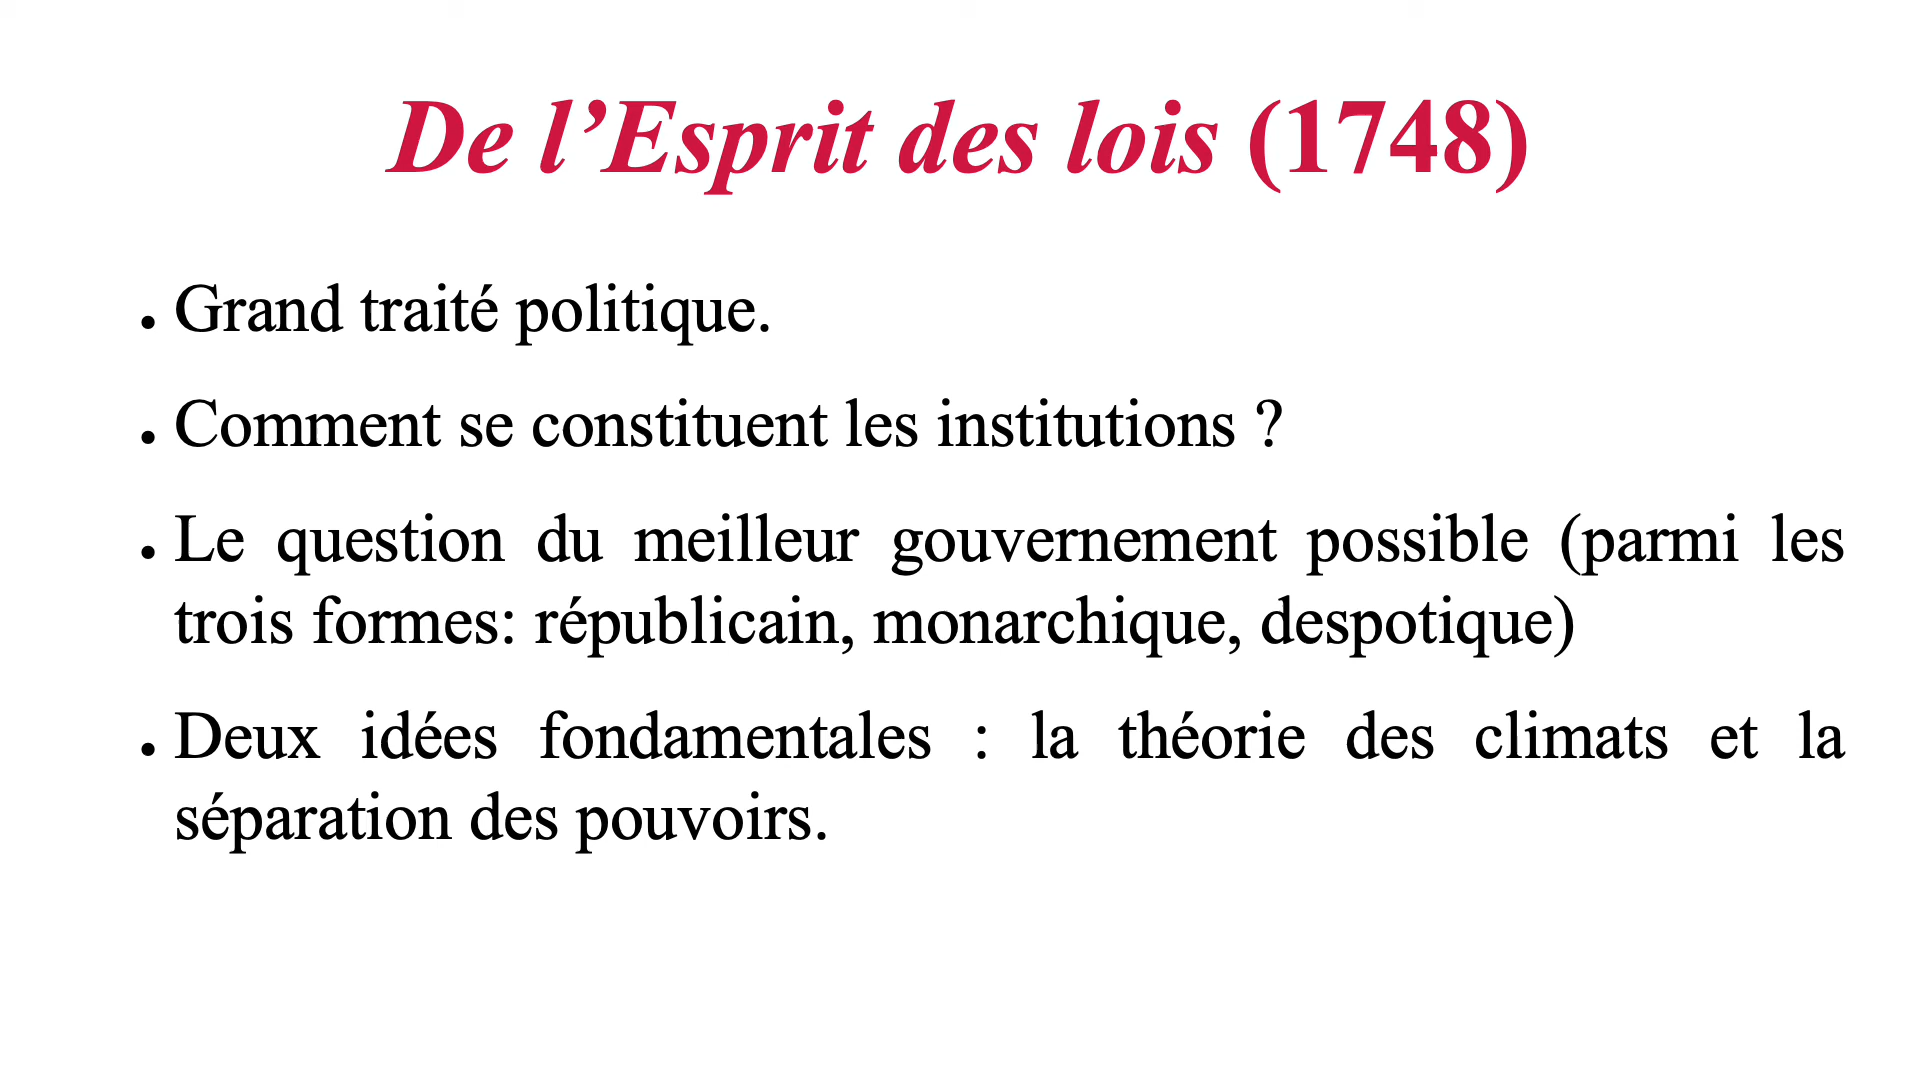 De l’Esprit des lois (1748)
• Grand traité politique.
• Comment se constituent les institutions ?
• Le question du meilleur gouvernement possible (parmi les
trois formes: républicain, monarchique, despotique)
• Deux idées fondamentales : la théorie des climats et la
séparation des pouvoirs.